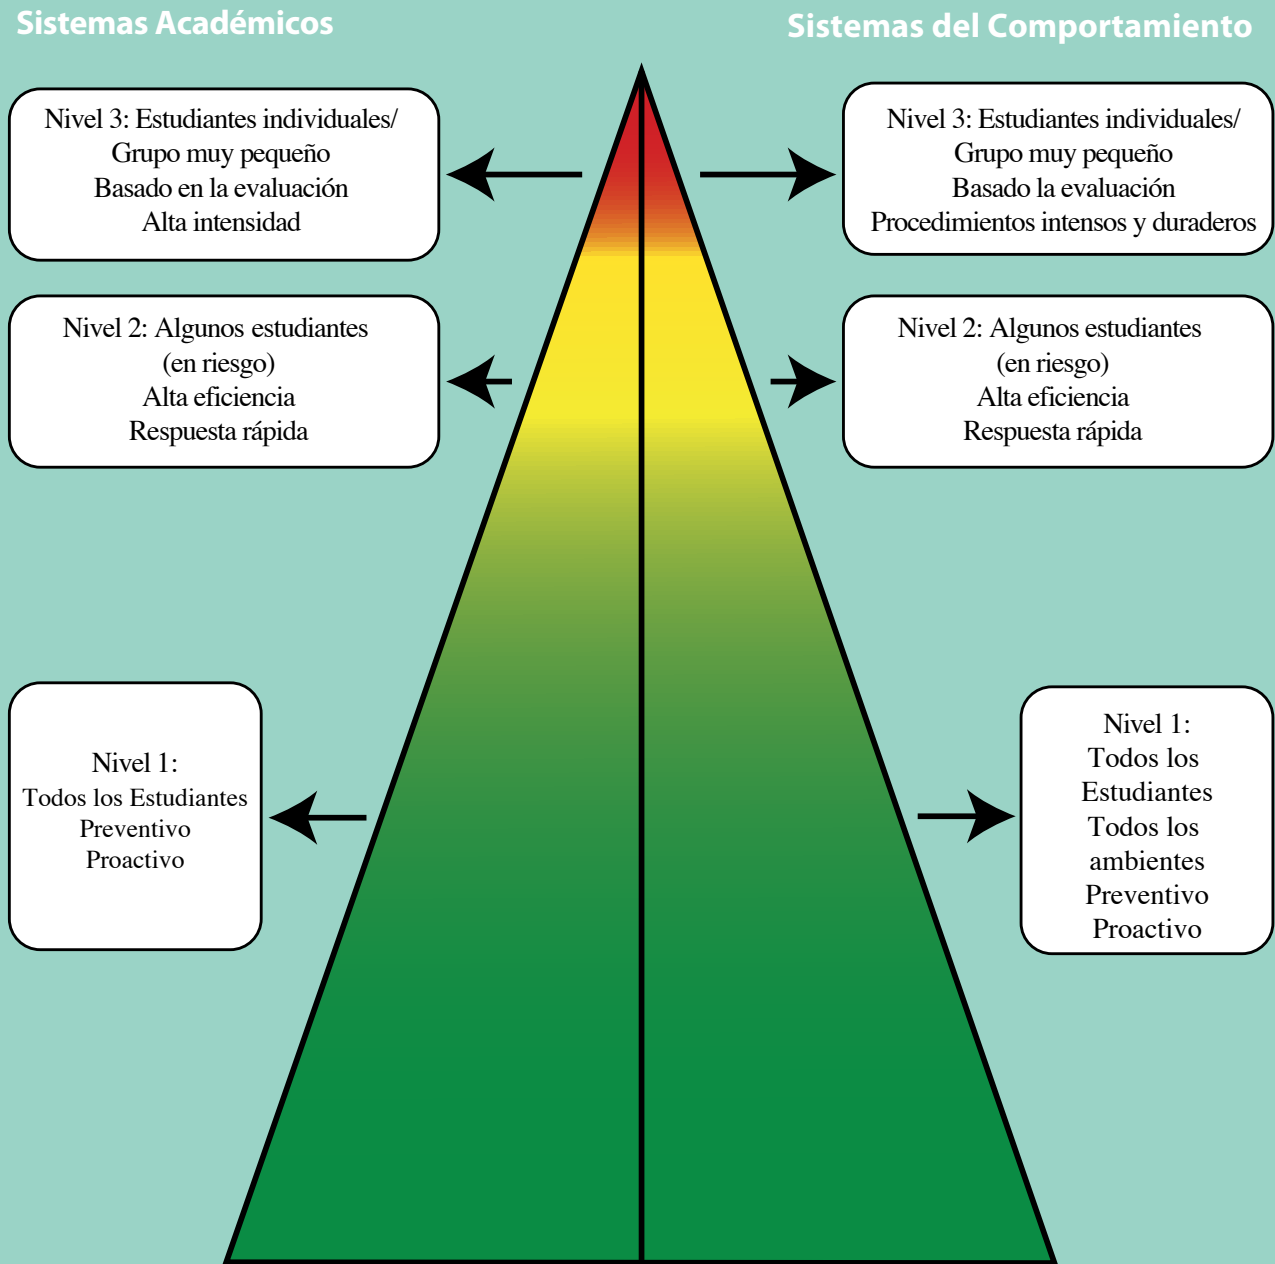 Sistemas Académicos
Sistemas del Comportamiento
Nivel 3: Estudiantes individuales/
Grupo muy pequeño
Basado en la evaluación
Alta intensidad
Nivel 3: Estudiantes individuales/
Grupo muy pequeño
Basado la evaluación
Procedimientos intensos y duraderos
Nivel 2: Algunos estudiantes
(en riesgo)
Alta eficiencia
Respuesta rápida
Nivel 2: Algunos estudiantes
(en riesgo)
Alta eficiencia
Respuesta rápida
Nivel 1:
Todos los Estudiantes
Preventivo
Proactivo
Nivel 1:
Todos los
Estudiantes
Todos los
ambientes
Preventivo
Proactivo